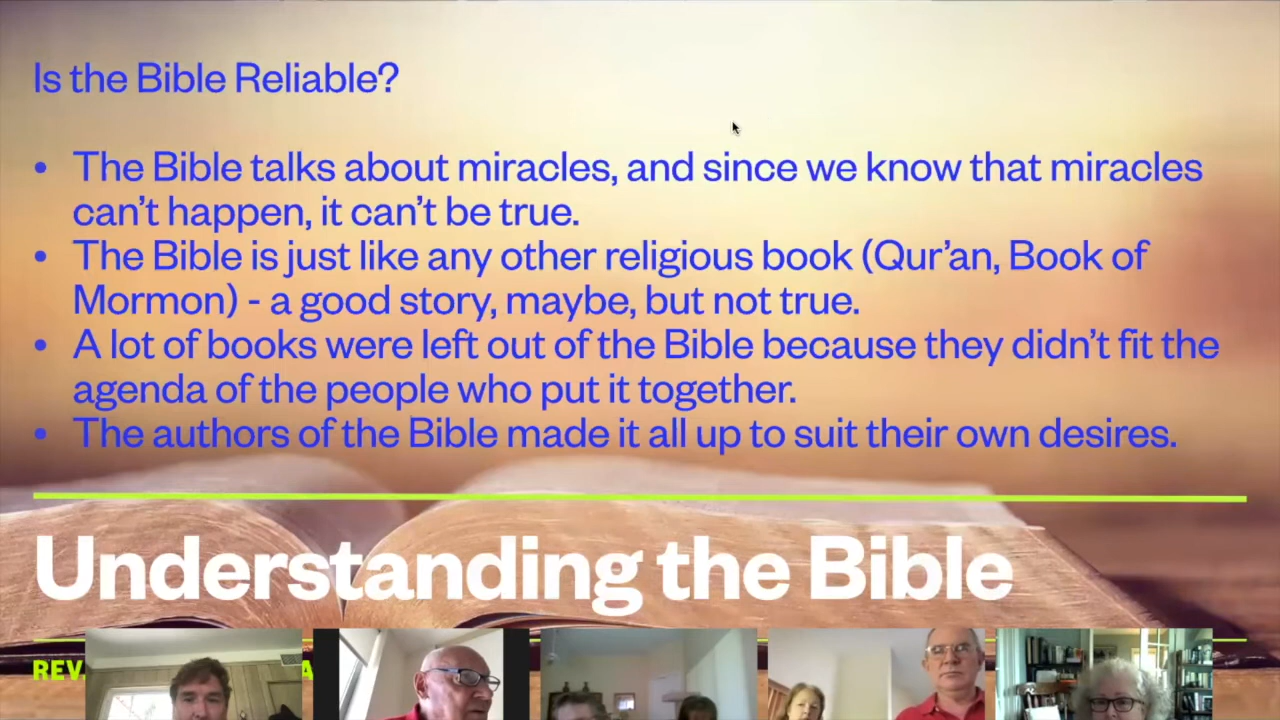 Is the Bible Reliable?
• The Bible talks about miracles, and since we know that miracles
can’t happen, it can’t be true.
• The Bible is just like any other religious book (Qur’an, Book of
Mormon) - a good story, maybe, but not true.
• A lot of books were left out of the Bible because they didn’t fit the
agenda of the people who put it together.
• The authors of the Bible made it all up to suit their own desires.
Understanding the Bible
REV.